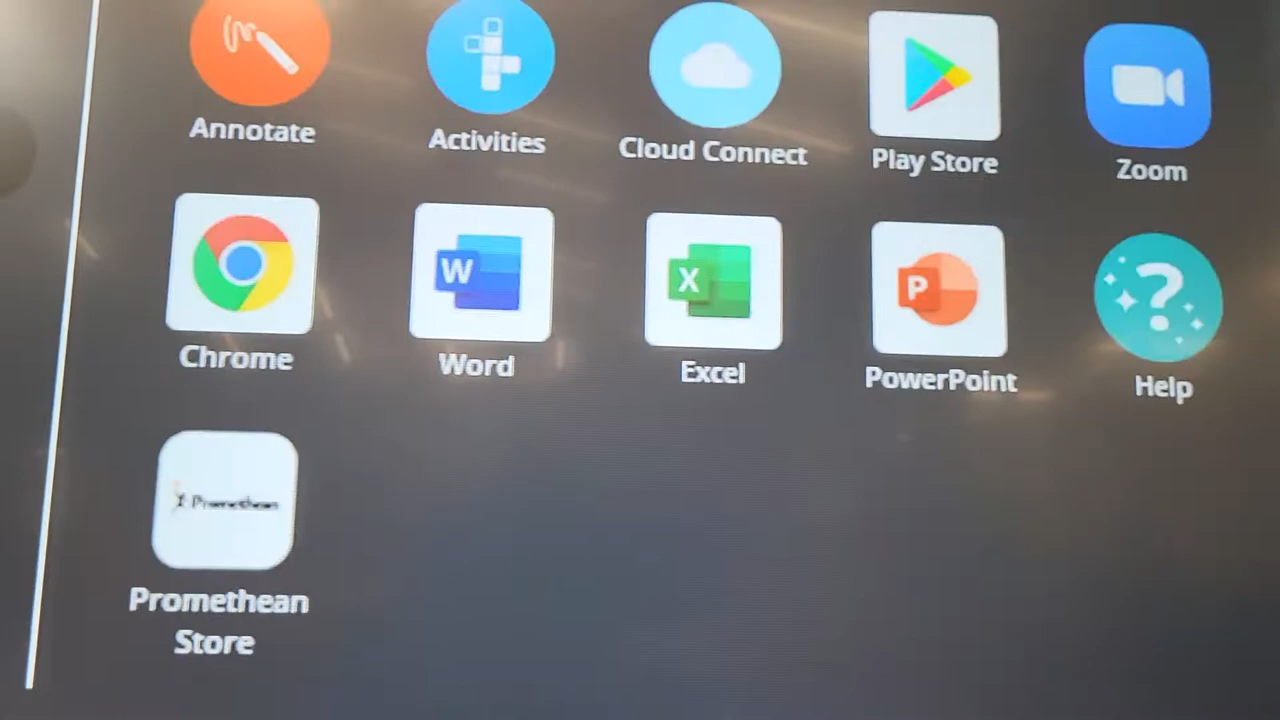 Annotate
Activities
Cloud Connect
Play Store
Zoom
W
X
P
?
Chrome
Word
Excel
PowerPoint
Help
Promethean
Promethean
Store